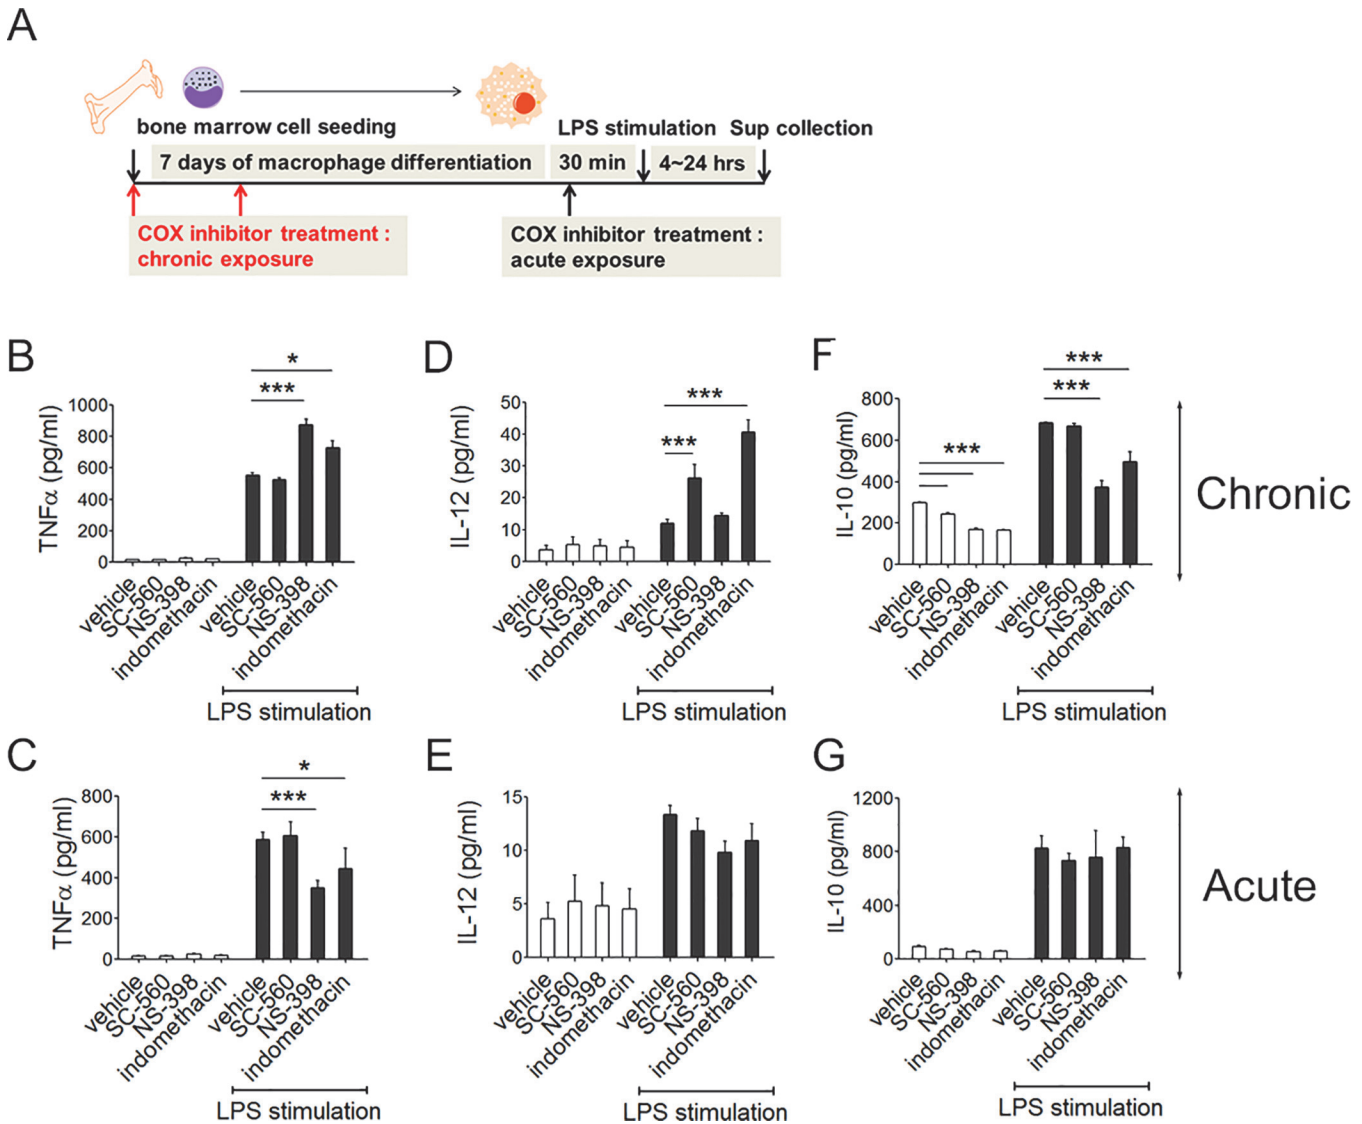 A
bone marrow cell seeding
LPS stimulation
Sup collection
7 days of macrophage differentiation
30 min
4~24 hrs
COX inhibitor treatment :
chronic exposure
COX inhibitor treatment :
acute exposure
B
TNFα (pg/ml)
1000
800
600
400
200
0
*
***
vehicle
SC-560
NS-398
indomethacin
vehicle
SC-560
NS-398
indomethacin
LPS stimulation
D
IL-12 (pg/ml)
50
40
30
20
10
0
***
***
vehicle
SC-560
NS-398
indomethacin
vehicle
SC-560
NS-398
indomethacin
LPS stimulation
F
IL-10 (pg/ml)
800
600
400
200
0
***
***
***
vehicle
SC-560
NS-398
indomethacin
vehicle
SC-560
NS-398
indomethacin
LPS stimulation
Chronic
C
TNFα (pg/ml)
800
600
400
200
0
*
***
vehicle
SC-560
NS-398
indomethacin
vehicle
SC-560
NS-398
indomethacin
LPS stimulation
E
IL-12 (pg/ml)
15
10
5
0
vehicle
SC-560
NS-398
indomethacin
vehicle
SC-560
NS-398
indomethacin
LPS stimulation
G
IL-10 (pg/ml)
1200
800
400
0
vehicle
SC-560
NS-398
indomethacin
vehicle
SC-560
NS-398
indomethacin
LPS stimulation
Acute